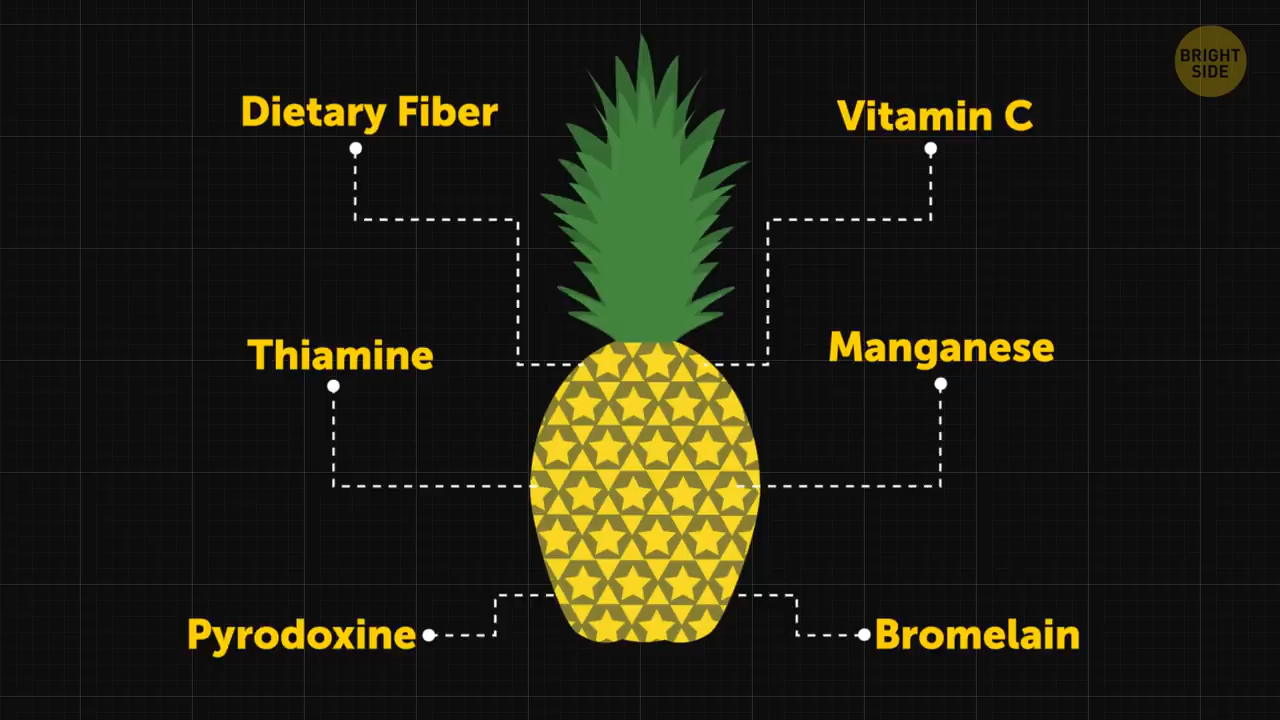 BRIGHT
SIDE
Dietary Fiber
Vitamin C
Thiamine
Manganese
Pyrodoxine
Bromelain